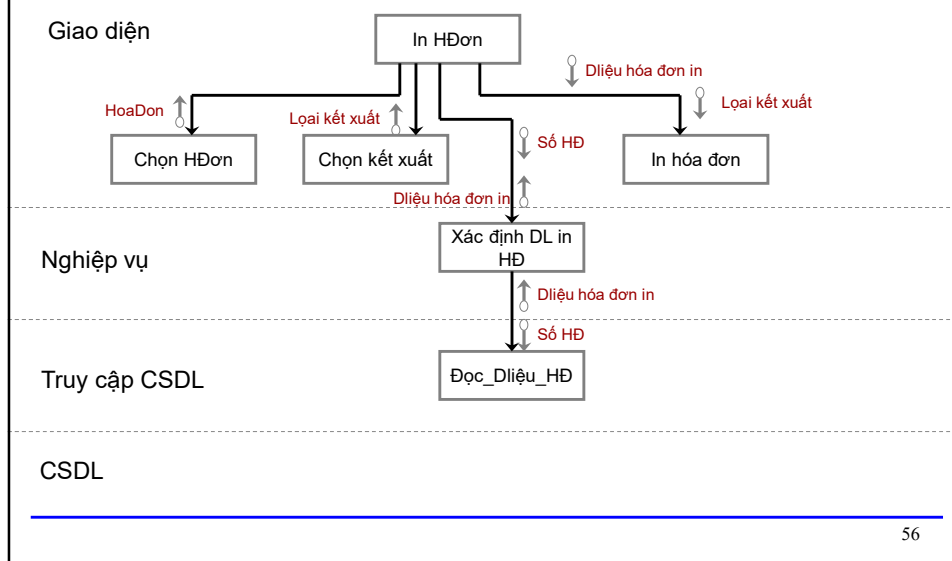 Giao diện
In HĐơn
Dliệu hóa đơn in
HoaDon
Lọai kết xuất
Lọai kết xuất
Số HĐ
Chọn HĐơn
Chọn kết xuất
In hóa đơn
Dliệu hóa đơn in
Nghiệp vụ
Xác định DL in
HĐ
Dliệu hóa đơn in
Số HĐ
Truy cập CSDL
Đọc_Dliệu_HĐ
CSDL
56